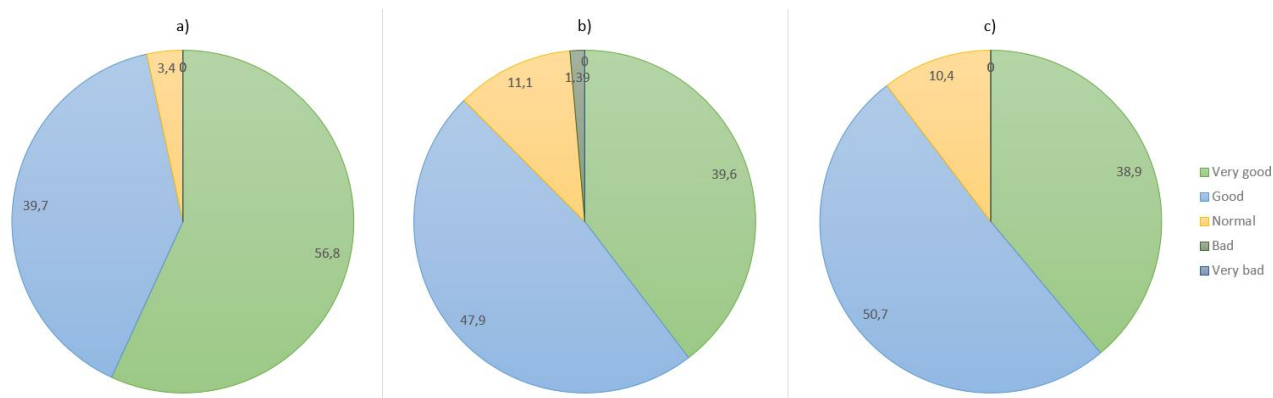 a)
3,4
0
39,7
56,8
b)
0
1,39
11,1
39,6
47,9
c)
0
10,4
38,9
50,7
Very good
Good
Normal
Bad
Very bad